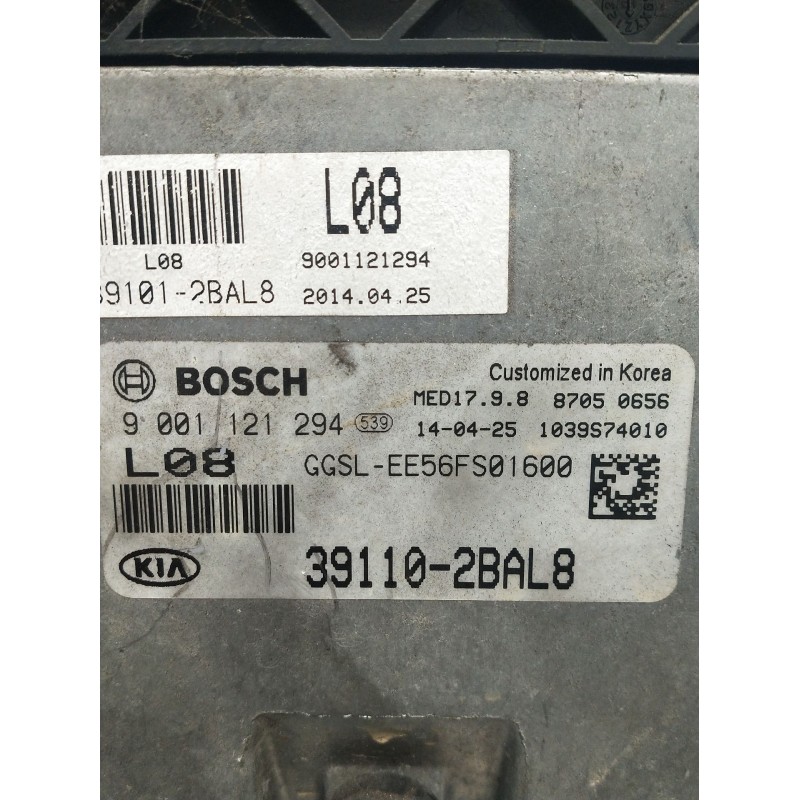 L08
L08
9001121294
39101-2BAL8
2014.04.25
BOSCH
Customized in Korea
MED17.9.8 8705 0656
9 001 121 294 539
14-04-25 1039S74010
L08
GGSL-EE56FS01600
KIA
39110-2BAL8